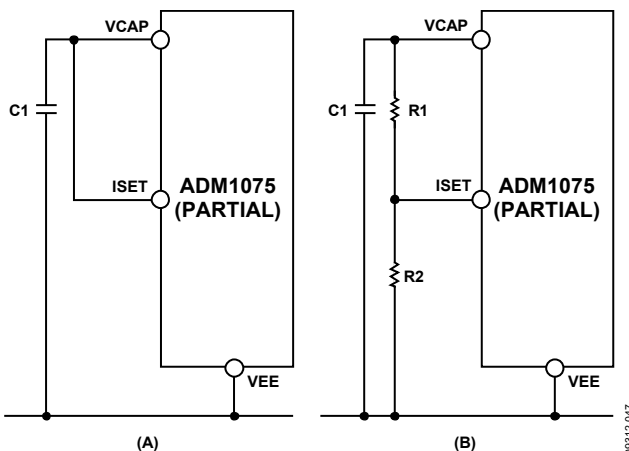 VCAP
C1
ISET
ADM1075
(PARTIAL)
VEE
(A)
VCAP
C1
R1
ISET
ADM1075
(PARTIAL)
R2
VEE
(B)